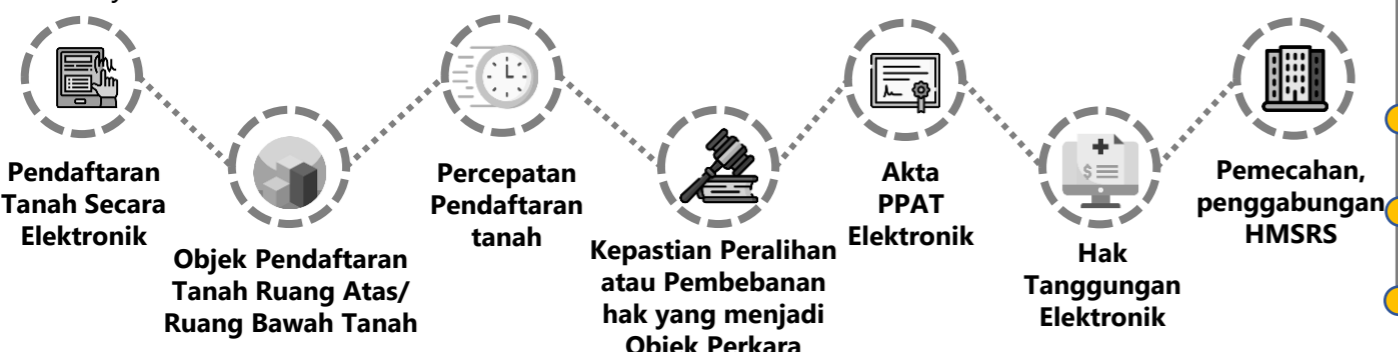 Pendaftaran
Tanah Secara
Elektronik
Objek Pendaftaran
Tanah Ruang Atas/
Ruang Bawah Tanah
Percepatan
Pendaftaran
tanah
Kepastian Peralihan
atau Pembebanan
hak yang menjadi
Objek Perkara
Akta
PPAT
Elektronik
Hak
Tanggungan
Elektronik
Pemecahan,
penggabungan
HMSRS